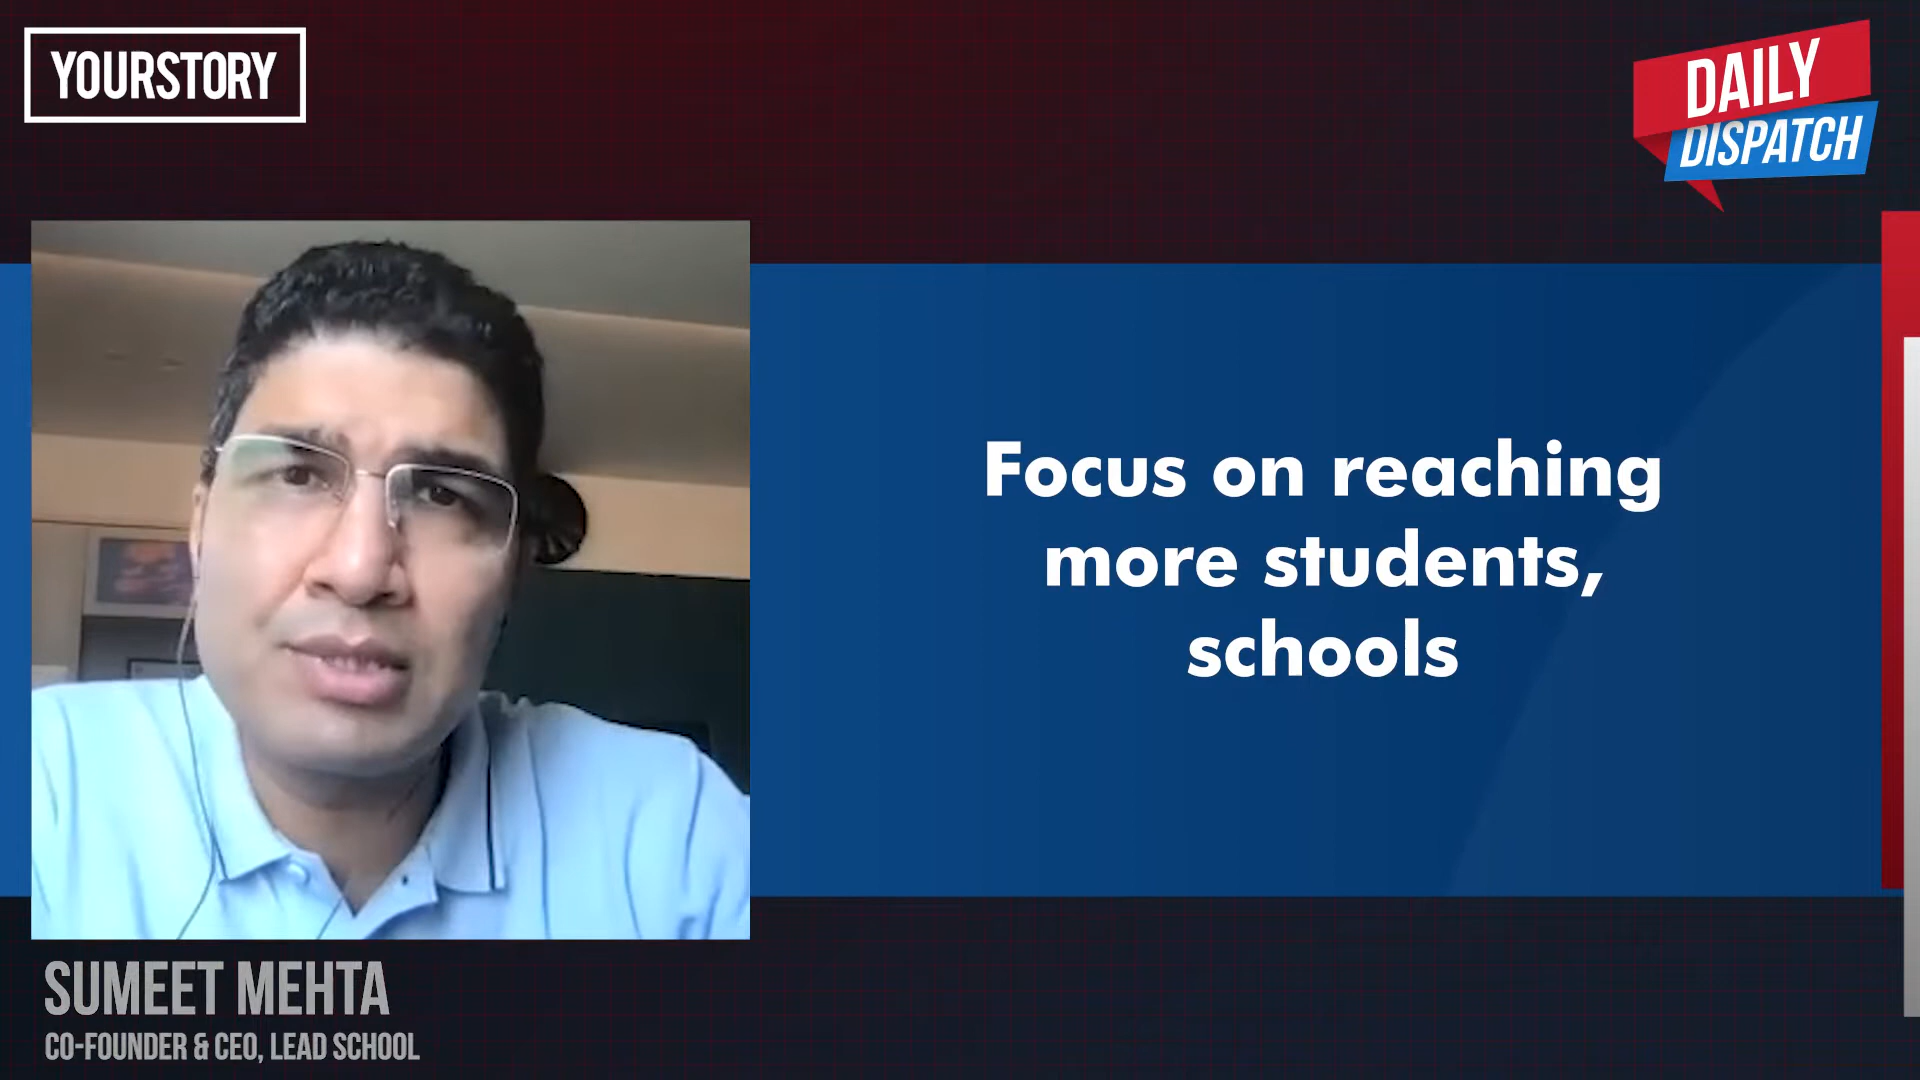 YOURSTORY
DAILY
DISPATCH
Focus on reaching
more students,
schools
SUMEET MEHTA
CO-FOUNDER & CEO, LEAD SCHOOL